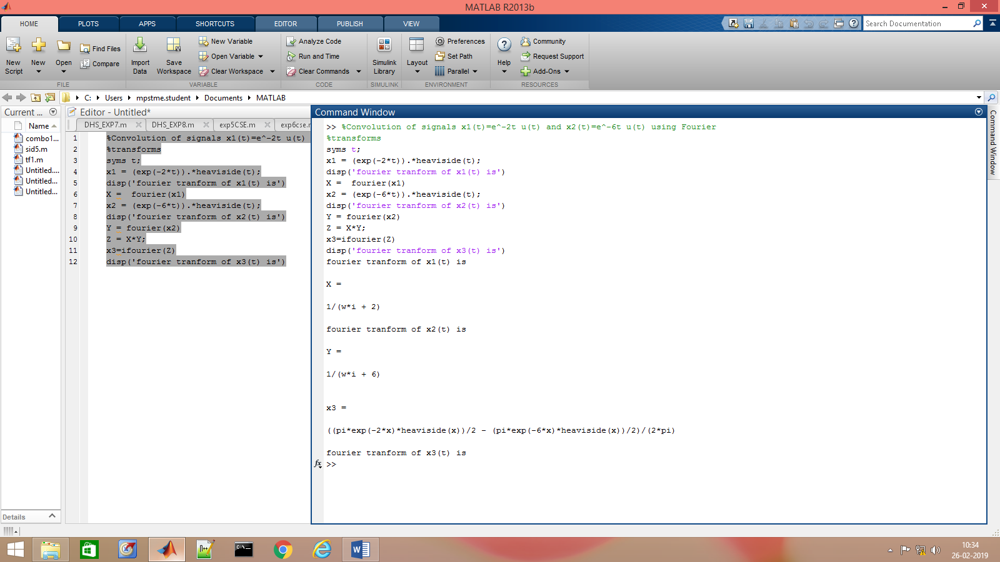 MATLAB R2013b
HOME PLOTS APPS SHORTCUTS EDITOR PUBLISH VIEW
Search Documentation
New Script
New
Open
Find Files
Compare
FILE
Import Data
Save Workspace
New Variable
Open Variable
Clear Workspace
VARIABLE
Analyze Code
Run and Time
Clear Commands
CODE
Simulink Library
SIMULINK
Layout
Preferences
Set Path
Parallel
ENVIRONMENT
Help
Community
Request Support
Add-Ons
RESOURCES
C: Users mpstme.student Documents MATLAB
Current ...
Name
combo1...
sid5.m
tf1.m
Untitled....
Untitled...
Untitled...
Details
Editor - Untitled*
DHS_EXP7.m DHS_EXP8.m exp5CSE.m exp6cse.m
1 %Convolution of signals x1(t)=e^-2t u(t)
2 %transforms
3 syms t;
4 x1 = (exp(-2*t)).*heaviside(t);
5 disp('fourier tranform of x1(t) is')
6 X =  fourier(x1)
7 x2 = (exp(-6*t)).*heaviside(t);
8 disp('fourier tranform of x2(t) is')
9 Y = fourier(x2)
10 Z = X*Y;
11 x3=ifourier(Z)
12 disp('fourier tranform of x3(t) is')
Command Window
>> %Convolution of signals x1(t)=e^-2t u(t) and x2(t)=e^-6t u(t) using Fourier
%transforms
syms t;
x1 = (exp(-2*t)).*heaviside(t);
disp('fourier tranform of x1(t) is')
X =  fourier(x1)
x2 = (exp(-6*t)).*heaviside(t);
disp('fourier tranform of x2(t) is')
Y = fourier(x2)
Z = X*Y;
x3=ifourier(Z)
disp('fourier tranform of x3(t) is')
fourier tranform of x1(t) is
X =
1/(w*i + 2)
fourier tranform of x2(t) is
Y =
1/(w*i + 6)
x3 =
((pi*exp(-2*x)*heaviside(x))/2 - (pi*exp(-6*x)*heaviside(x))/2)/(2*pi)
fourier tranform of x3(t) is
fx >>
Command Window
10:34
26-02-2019